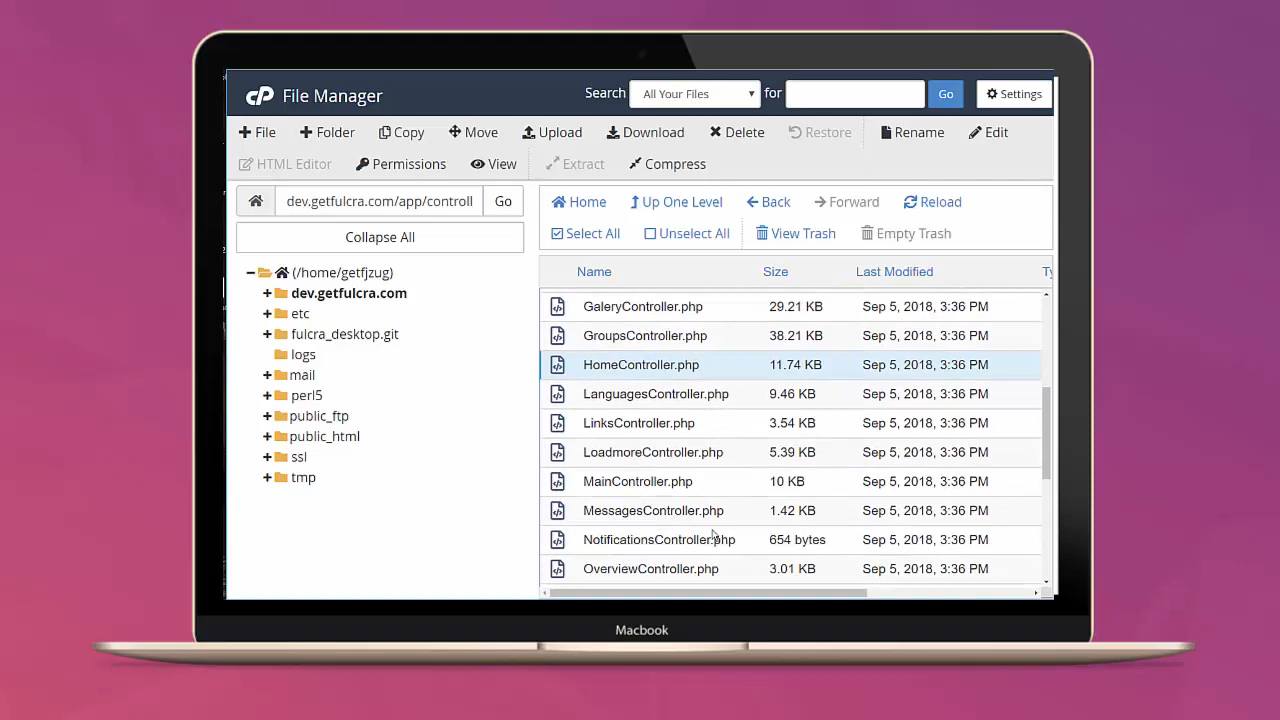 cP File Manager Search All Your Files for Go Settings
File Folder Copy Move Upload Download Delete Restore Rename Edit
HTML Editor Permissions View Extract Compress
dev.getfulcra.com/app/controll Go
Collapse All
(/home/getfjzug)
dev.getfulcra.com
etc
fulcra_desktop.git
logs
mail
perl5
public_ftp
public_html
ssl
tmp
Home Up One Level Back Forward Reload
Select All Unselect All View Trash Empty Trash
Name Size Last Modified Ty
GaleryController.php 29.21 KB Sep 5, 2018, 3:36 PM
GroupsController.php 38.21 KB Sep 5, 2018, 3:36 PM
HomeController.php 11.74 KB Sep 5, 2018, 3:36 PM
LanguagesController.php 9.46 KB Sep 5, 2018, 3:36 PM
LinksController.php 3.54 KB Sep 5, 2018, 3:36 PM
LoadmoreController.php 5.39 KB Sep 5, 2018, 3:36 PM
MainController.php 10 KB Sep 5, 2018, 3:36 PM
MessagesController.php 1.42 KB Sep 5, 2018, 3:36 PM
NotificationsController.php 654 bytes Sep 5, 2018, 3:36 PM
OverviewController.php 3.01 KB Sep 5, 2018, 3:36 PM
Macbook